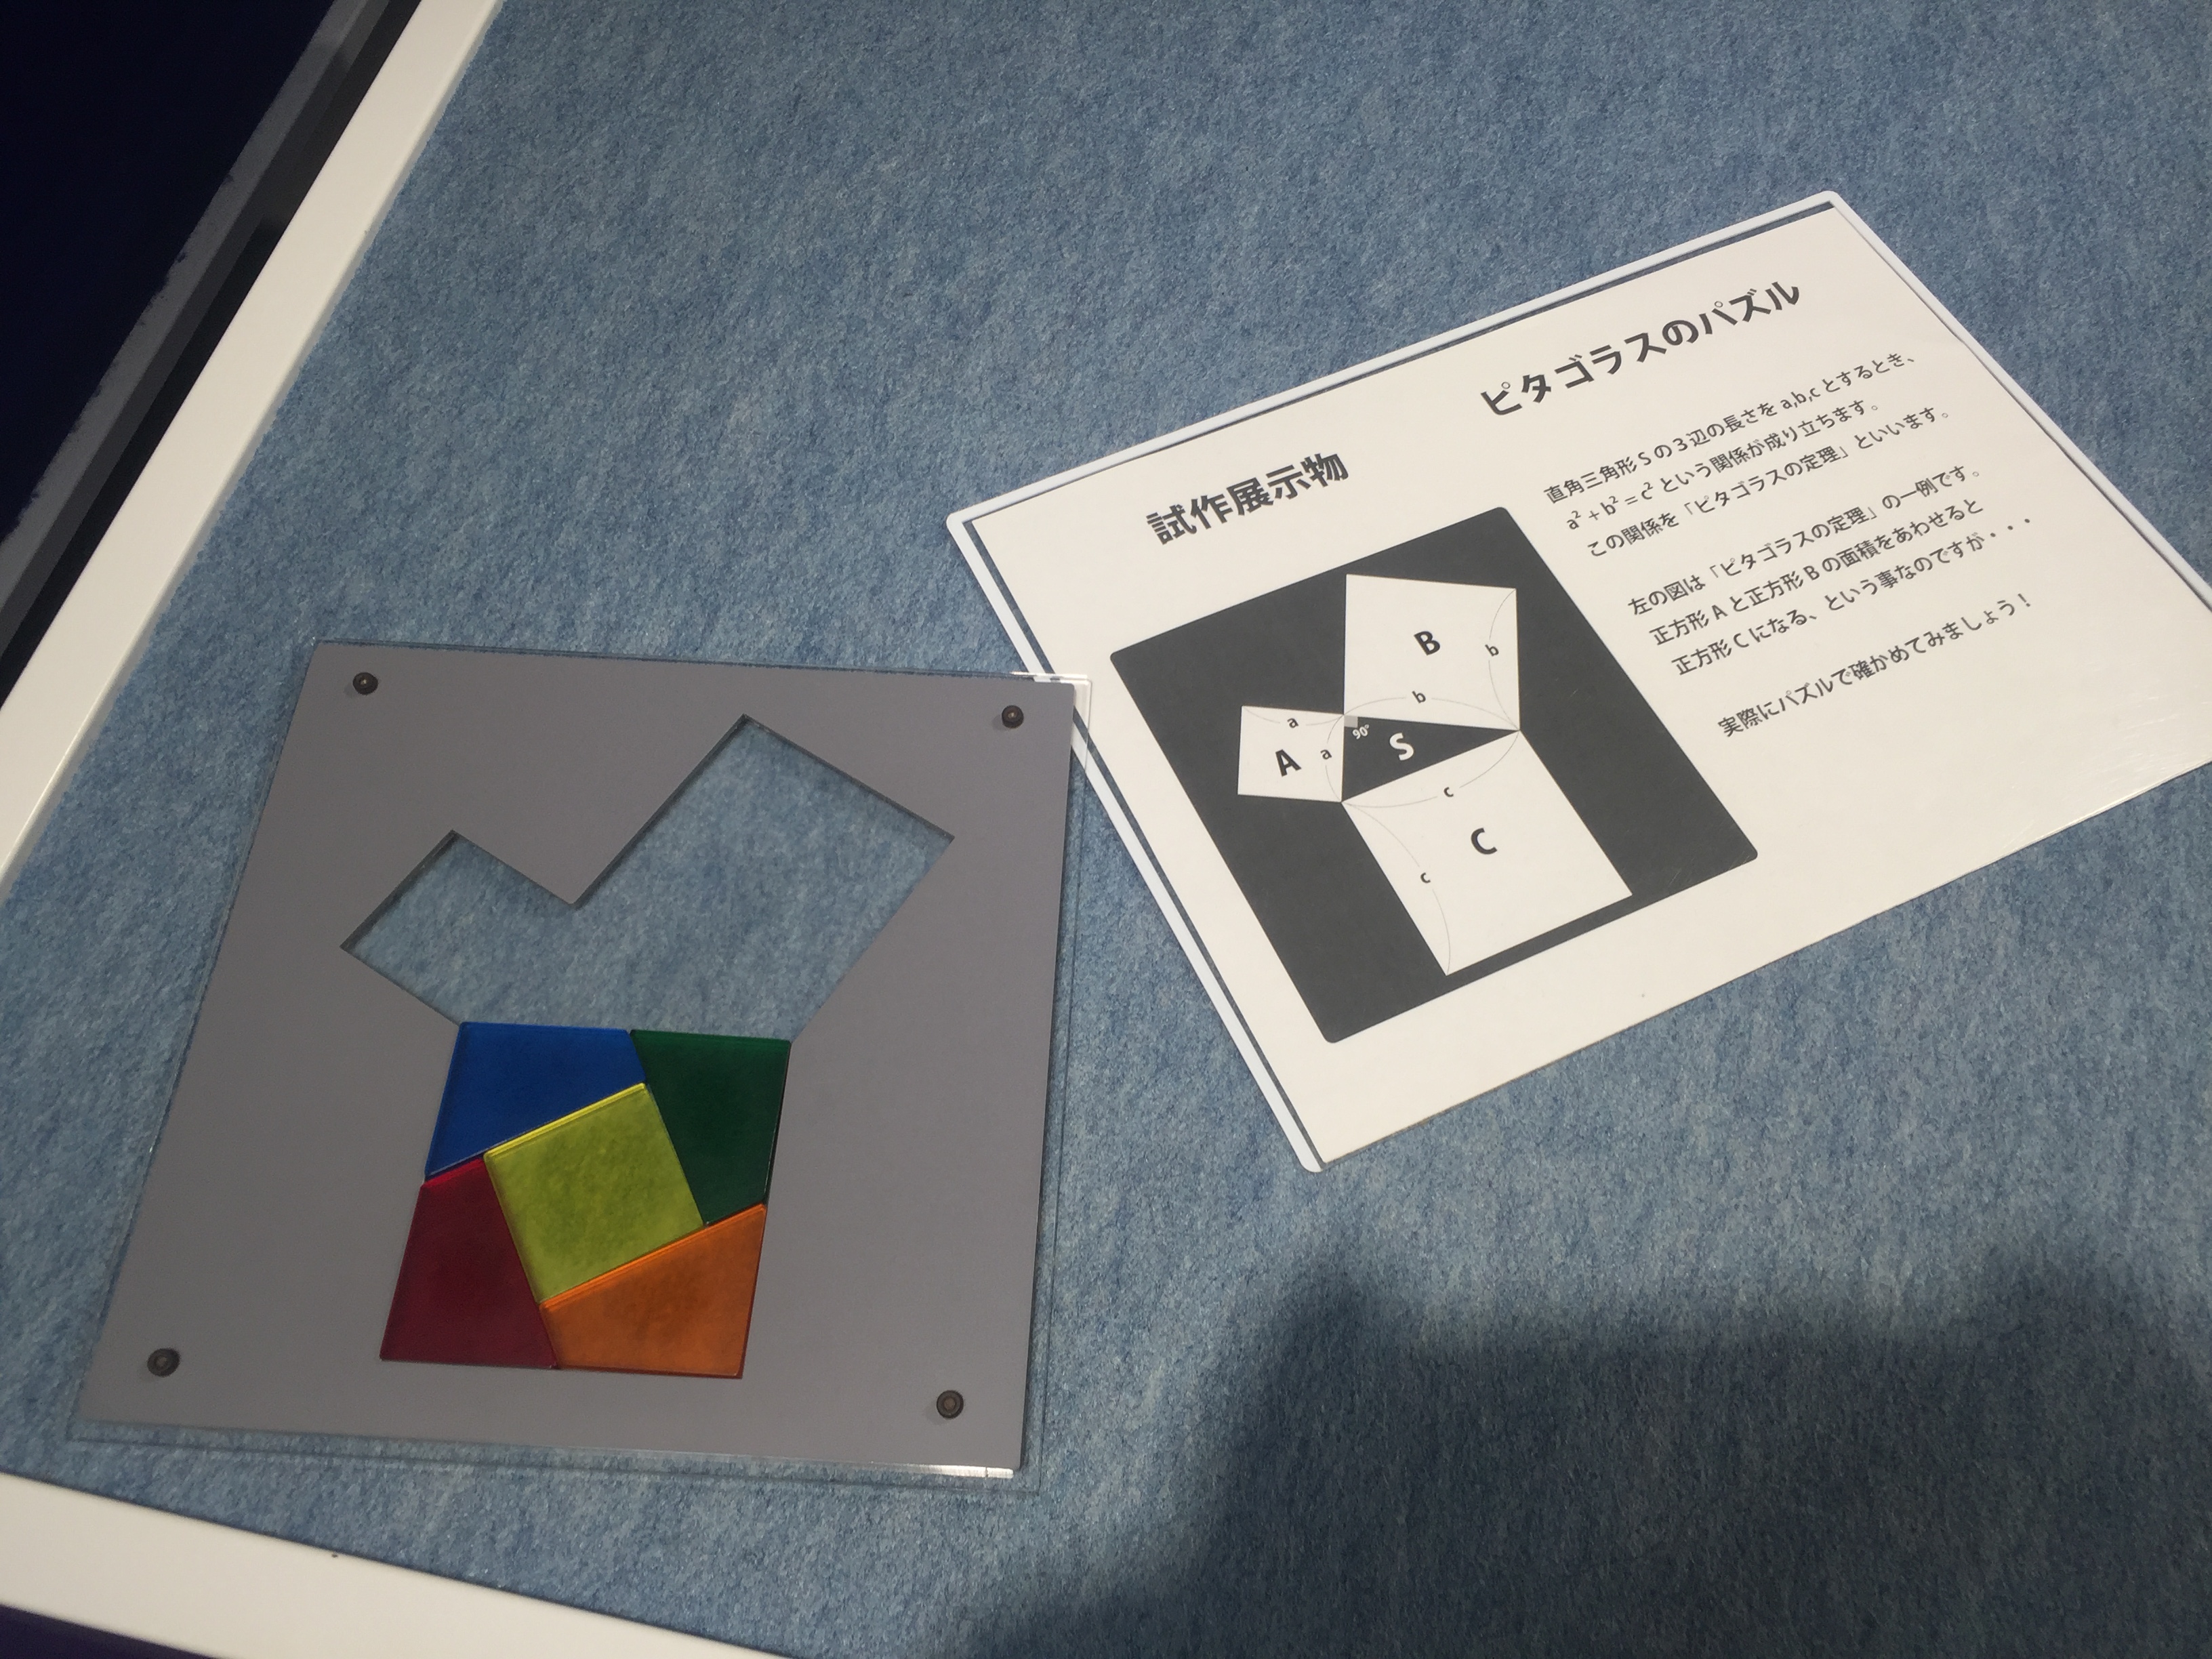 試作展示物
ピタゴラスのパズル
直角三角形 S の 3 辺の長さを a,b,c とするとき、
a² + b² = c² という関係が成り立ちます。
この関係を「ピタゴラスの定理」といいます。
左の図は「ピタゴラスの定理」の一例です。
正方形 A と正方形 B の面積をあわせると
正方形 C になる、という事なのですが・・・
実際にパズルで確かめてみましょう！
B
b
b
a
90°
A
a
S
c
C
c